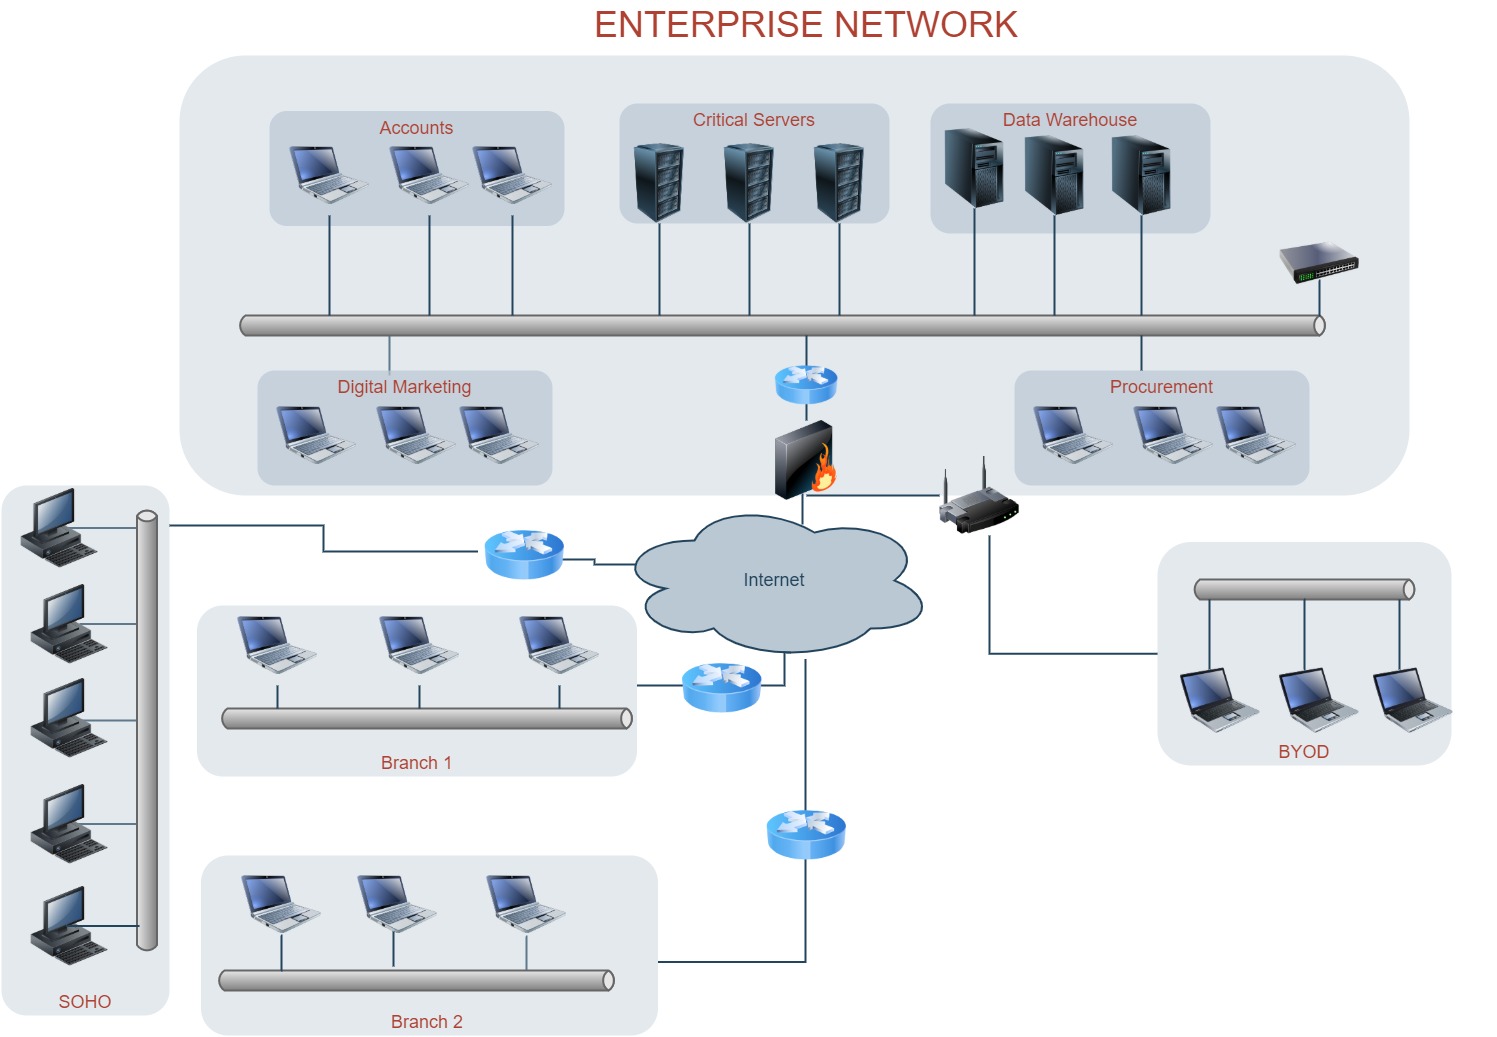 ENTERPRISE NETWORK
Accounts
Critical Servers
Data Warehouse
Digital Marketing
Procurement
Internet
Branch 1
BYOD
SOHO
Branch 2